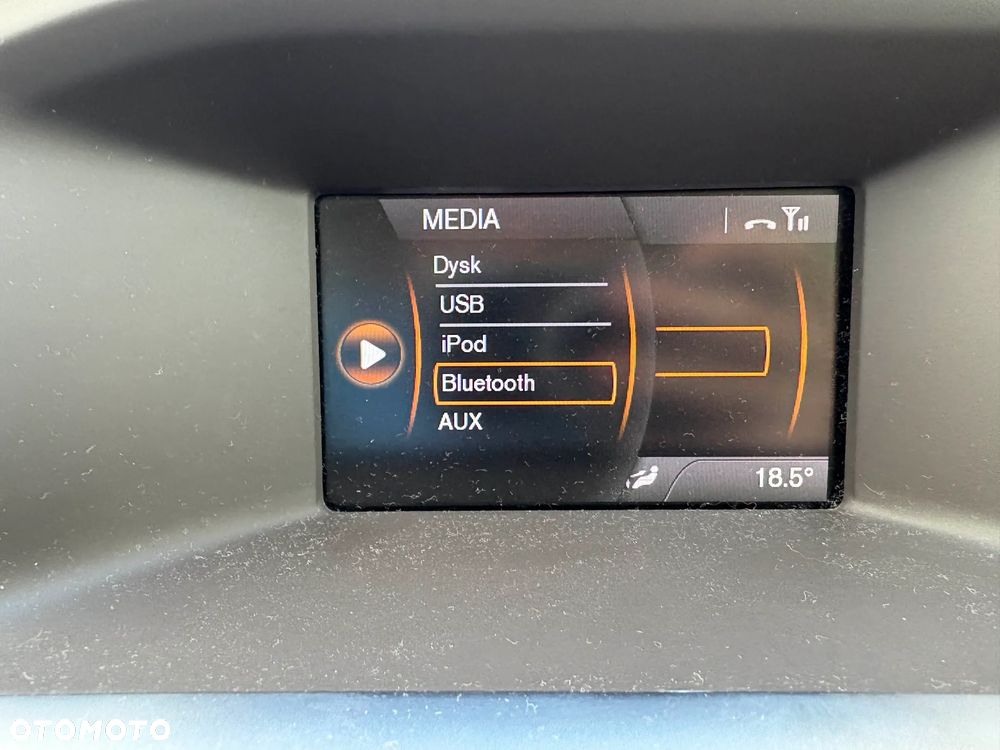 MEDIA
Dysk
USB
iPod
Bluetooth
AUX
18.5°
OTOMOTO